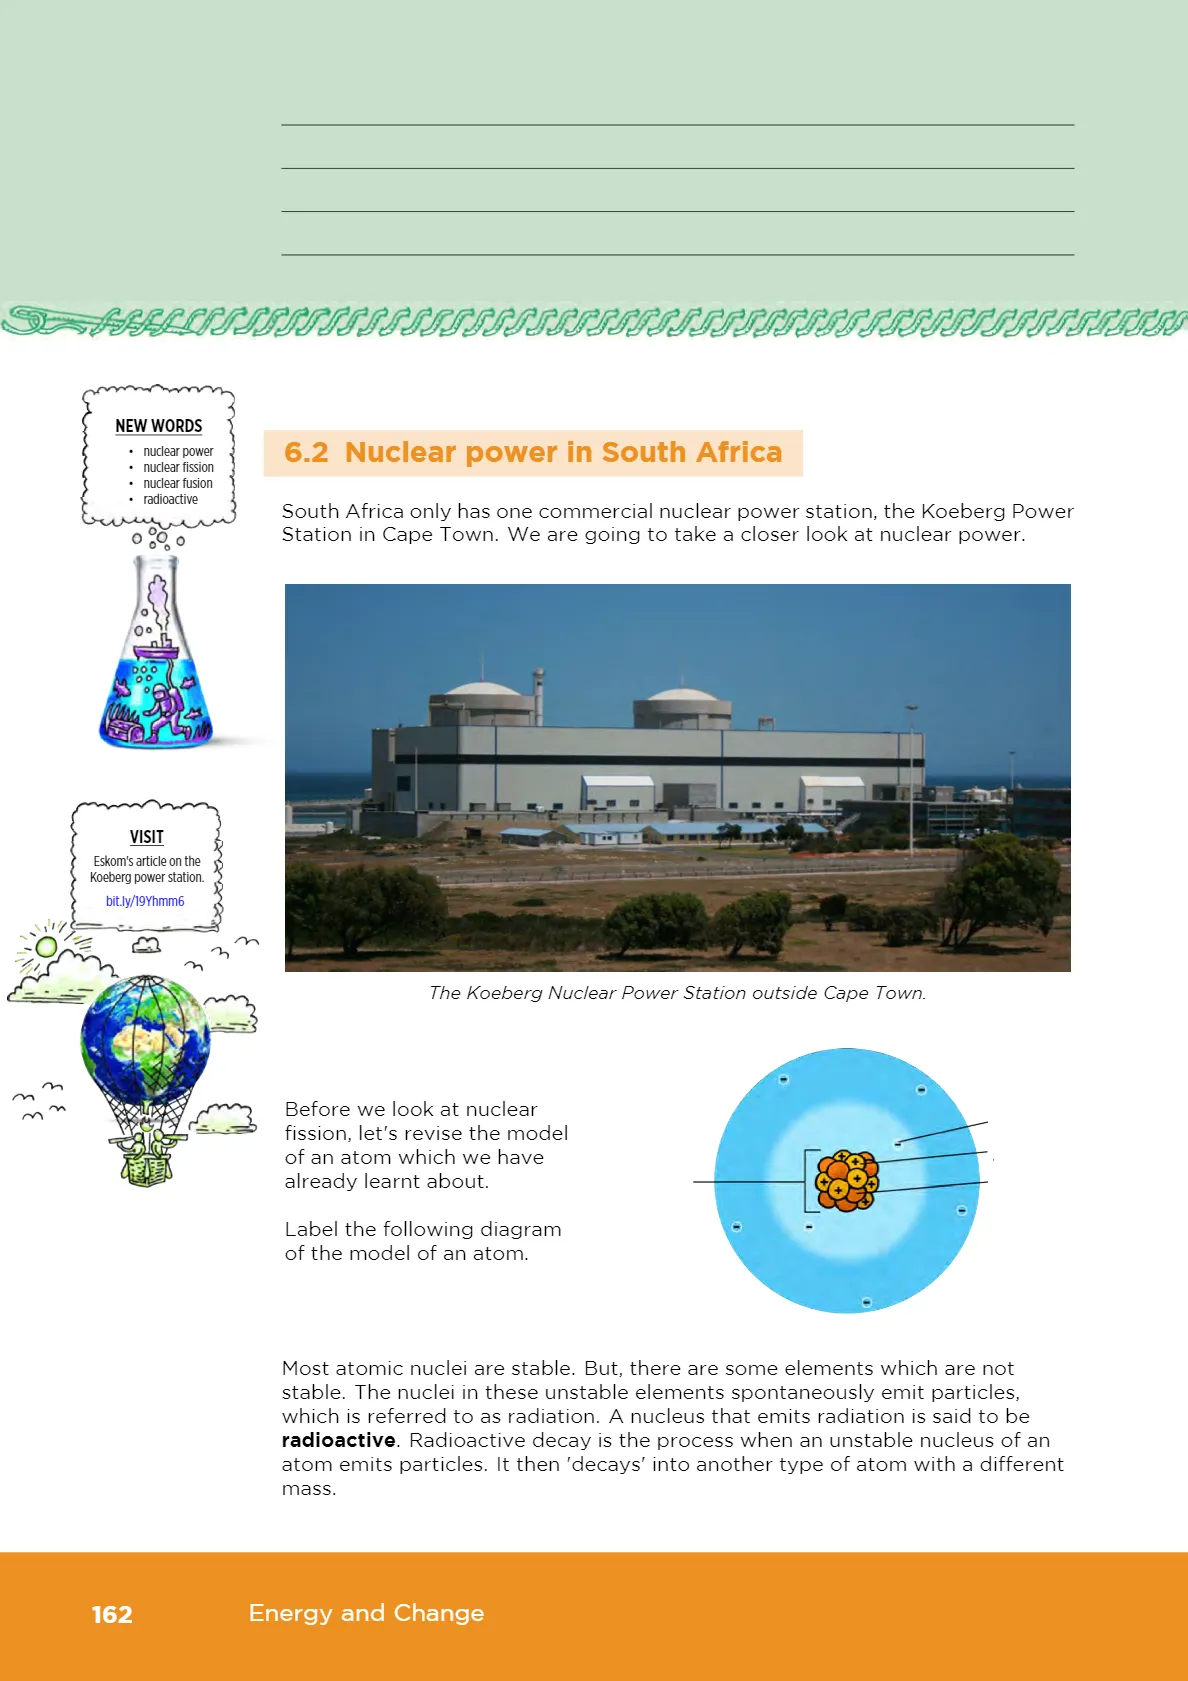 NEW WORDS
• nuclear power
• nuclear fission
• nuclear fusion
• radioactive
6.2 Nuclear power in South Africa
South Africa only has one commercial nuclear power station, the Koeberg Power
Station in Cape Town. We are going to take a closer look at nuclear power.
VISIT
Eskom's article on the
Koeberg power station.
bit.ly/19Yhmm6
The Koeberg Nuclear Power Station outside Cape Town.
Before we look at nuclear
fission, let's revise the model
of an atom which we have
already learnt about.
Label the following diagram
of the model of an atom.
Most atomic nuclei are stable. But, there are some elements which are not
stable. The nuclei in these unstable elements spontaneously emit particles,
which is referred to as radiation. A nucleus that emits radiation is said to be
radioactive. Radioactive decay is the process when an unstable nucleus of an
atom emits particles. It then 'decays' into another type of atom with a different
mass.
162 Energy and Change